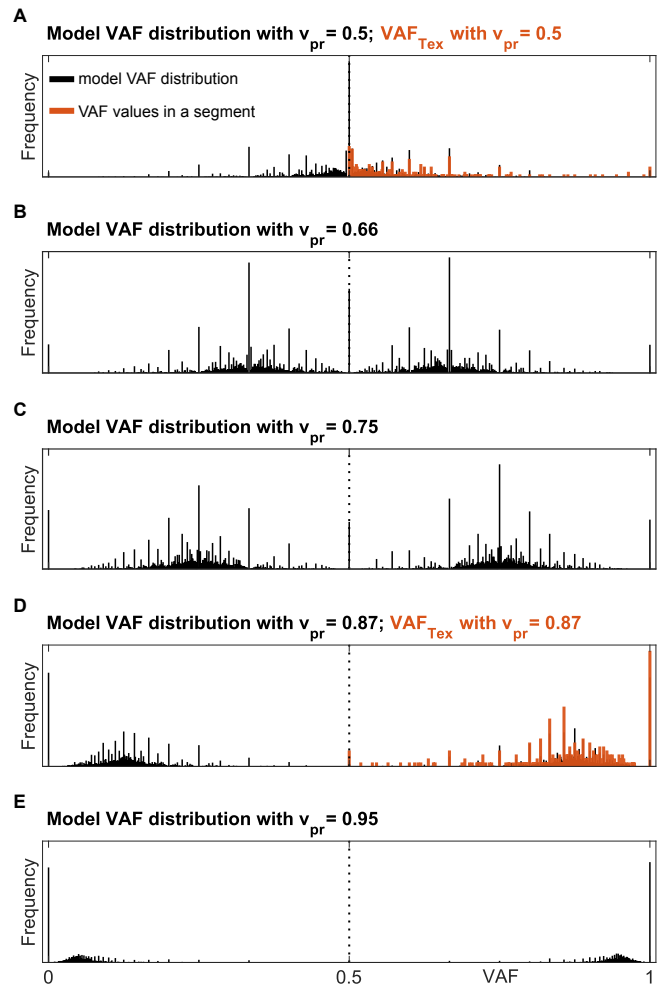 A
Model VAF distribution with vpr= 0.5; VAFTex with vpr= 0.5
Frequency
model VAF distribution
VAF values in a segment
B
Model VAF distribution with vpr= 0.66
Frequency
C
Model VAF distribution with vpr= 0.75
Frequency
D
Model VAF distribution with vpr= 0.87; VAFTex with vpr= 0.87
Frequency
E
Model VAF distribution with vpr= 0.95
Frequency
0 0.5 VAF 1